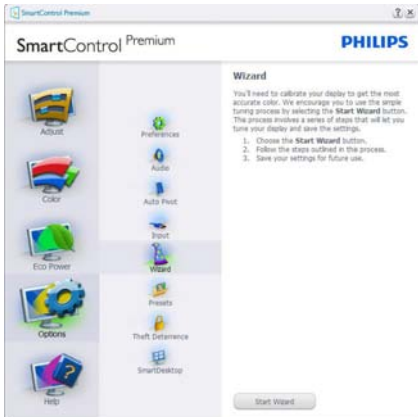 SmartControl Premium
SmartControl Premium
PHILIPS
Adjust
Color
Eco Power
Options
Help
Preferences
Audio
Auto Pivot
Input
Wizard
Presets
Theft Deterrence
SmartDesktop
Wizard
You'll need to calibrate your display to get the most
accurate color. We encourage you to use the simple
tuning process by selecting the Start Wizard button.
This process involves a series of steps that will let you
tune your display and save the settings.
1. Choose the Start Wizard button.
2. Follow the steps outlined in the process.
3. Save your settings for future use.
Start Wizard